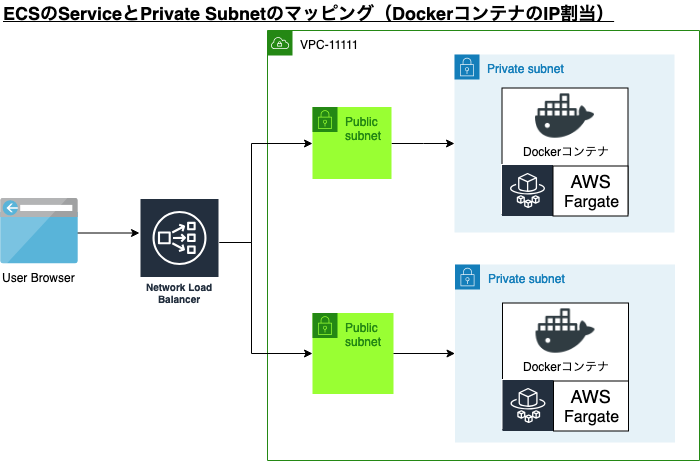 ECSのServiceとPrivate Subnetのマッピング（DockerコンテナのIP割当）
VPC-11111
Private subnet
Public
subnet
Dockerコンテナ
AWS
Fargate
User Browser
Network Load
Balancer
Private subnet
Public
subnet
Dockerコンテナ
AWS
Fargate